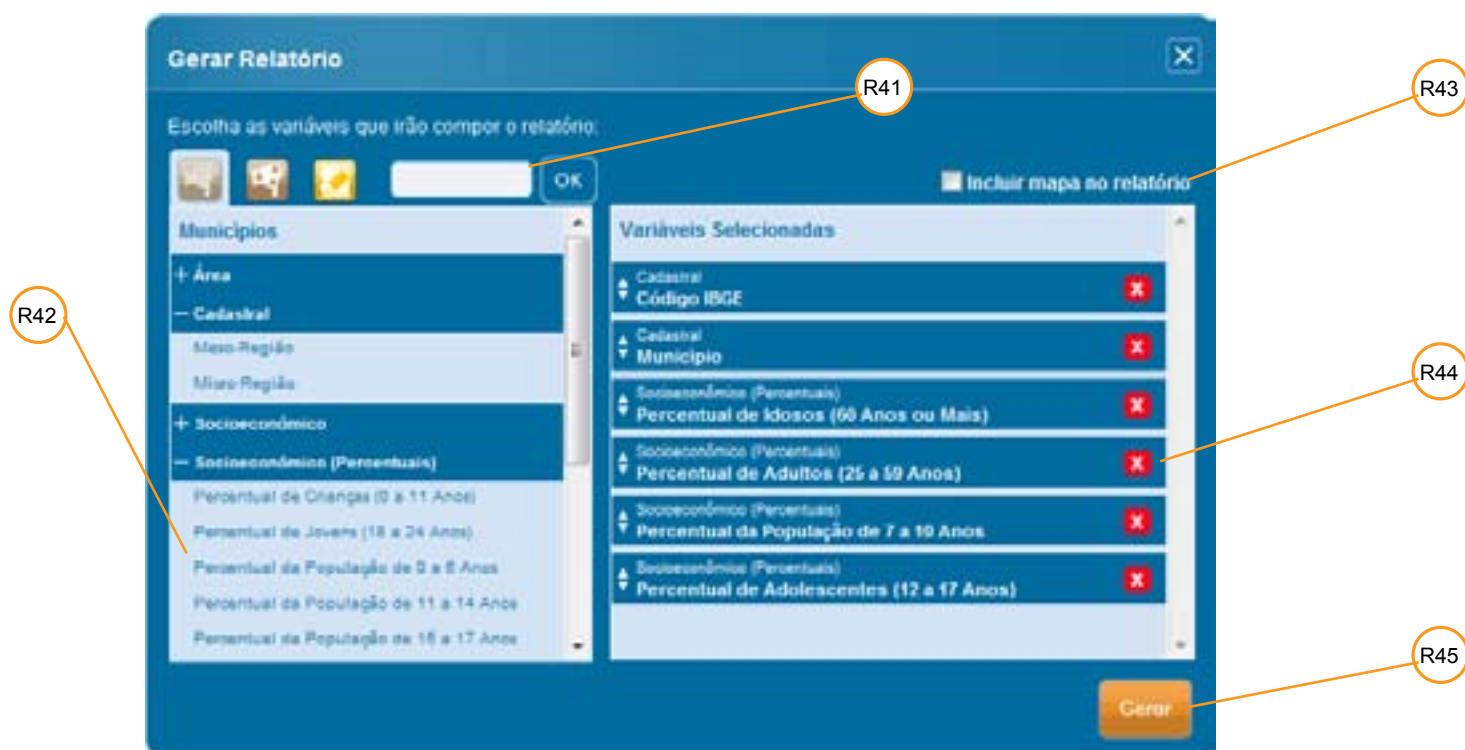 Gerar Relatório
R41
R43
Escolha as variáveis que irão compor o relatório:
OK
Incluir mapa no relatório
Municípios
+ Área
− Cadastral
Meso-Região
Micro-Região
+ Socioeconômico
− Socioeconômico (Percentuais)
Percentual de Crianças (0 a 11 Anos)
Percentual de Jovens (18 a 24 Anos)
Percentual da População de 0 a 6 Anos
Percentual da População de 11 a 14 Anos
Percentual da População de 15 a 17 Anos
R42
Variáveis Selecionadas
Cadastral
Código IBGE
X
Cadastral
Município
X
Socioeconômico (Percentuais)
Percentual de Idosos (60 Anos ou Mais)
X
Socioeconômico (Percentuais)
Percentual de Adultos (25 a 59 Anos)
X
Socioeconômico (Percentuais)
Percentual da População de 7 a 10 Anos
X
Socioeconômico (Percentuais)
Percentual de Adolescentes (12 a 17 Anos)
X
R44
R45
Gerar